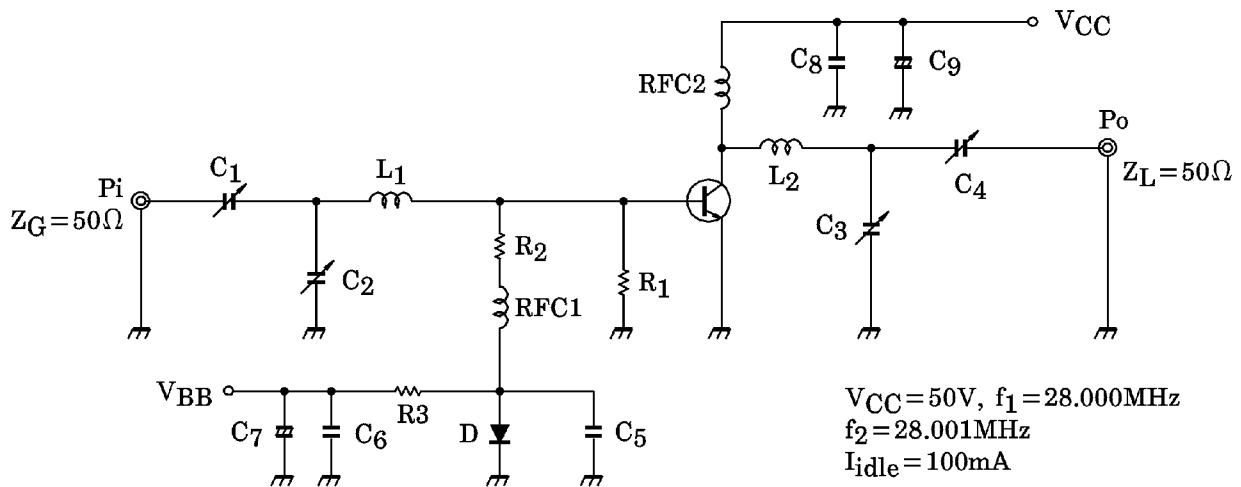 VCC
C8
C9
RFC2
Po
L2
C4
ZL=50Ω
C3
C1
L1
Pi
ZG=50Ω
C2
R2
R1
RFC1
VBB
R3
C7
C6
D
C5
VCC=50V, f1=28.000MHz
f2=28.001MHz
Iidle=100mA